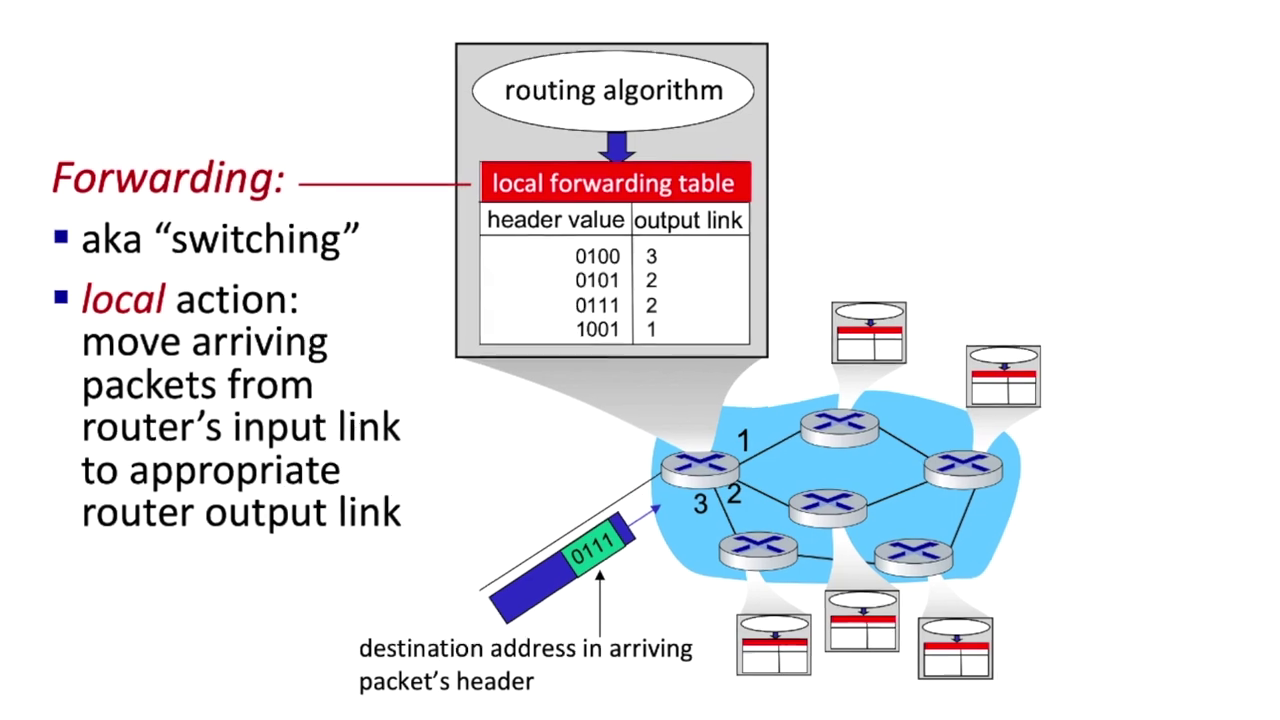 routing algorithm
Forwarding:
local forwarding table
header value output link
0100 3
0101 2
0111 2
1001 1
▪ aka “switching”
▪ local action:
move arriving
packets from
router’s input link
to appropriate
router output link
1
2
3
0111
destination address in arriving
packet’s header